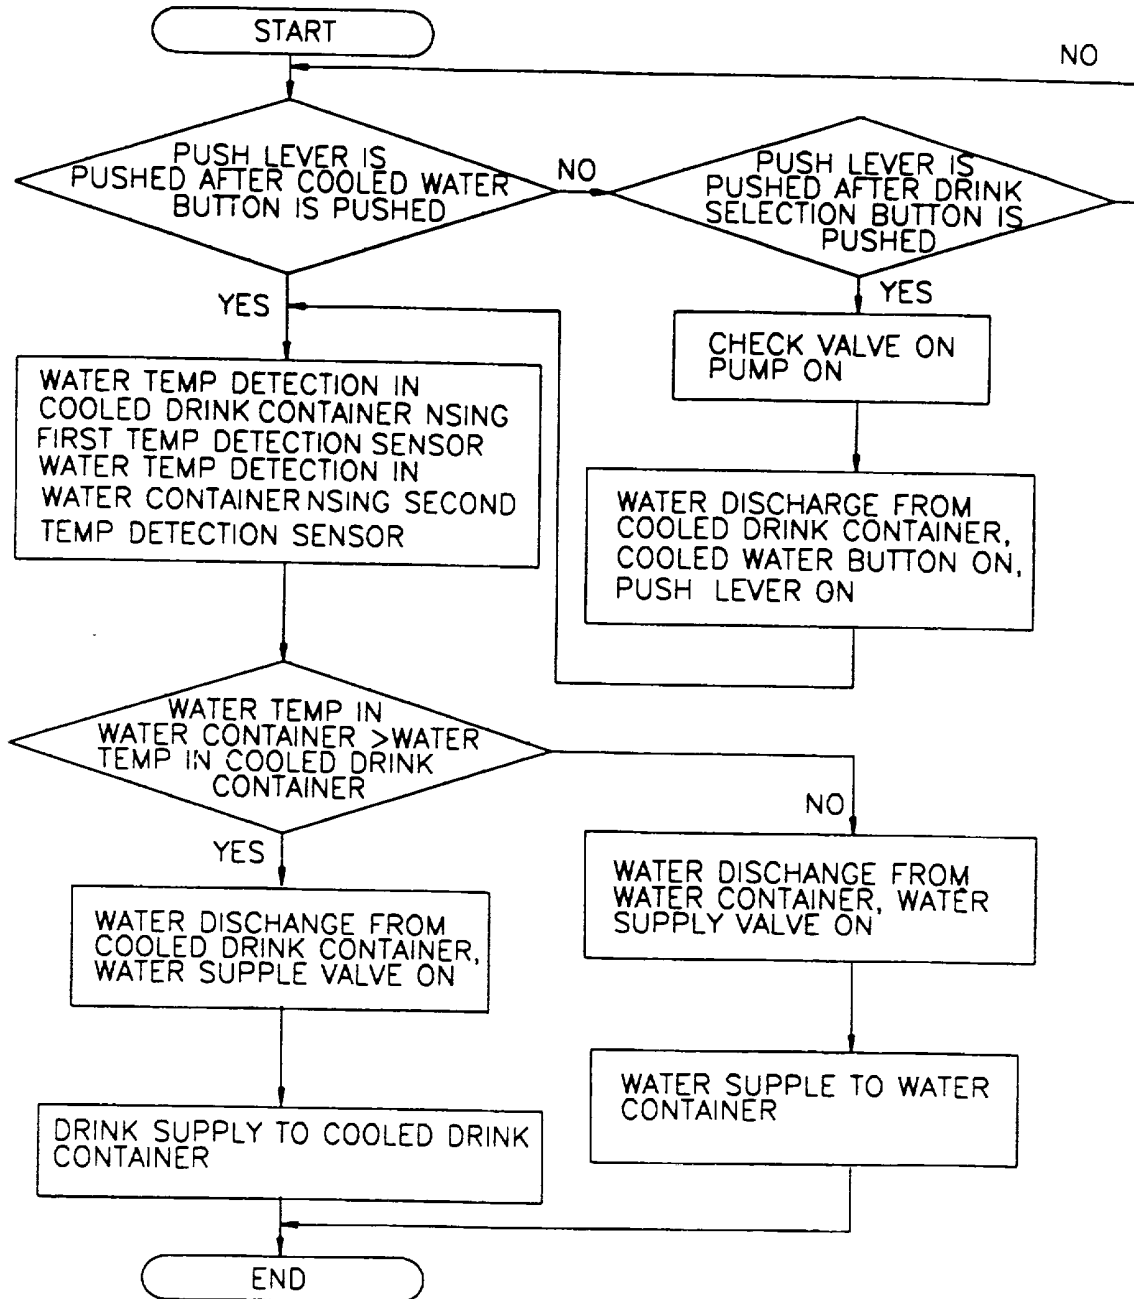 START
NO
PUSH LEVER IS
PUSHED AFTER COOLED WATER
BUTTON IS PUSHED
NO
PUSH LEVER IS
PUSHED AFTER DRINK
SELECTION BUTTON IS
PUSHED
YES
YES
CHECK VALVE ON
PUMP ON
WATER TEMP DETECTION IN
COOLED DRINK CONTAINER NSING
FIRST TEMP DETECTION SENSOR
WATER TEMP DETECTION IN
WATER CONTAINER NSING SECOND
TEMP DETECTION SENSOR
WATER DISCHARGE FROM
COOLED DRINK CONTAINER,
COOLED WATER BUTTON ON,
PUSH LEVER ON
WATER TEMP IN
WATER CONTAINER >WATER
TEMP IN COOLED DRINK
CONTAINER
NO
YES
WATER DISCHANGE FROM
WATER CONTAINER, WATER
SUPPLY VALVE ON
WATER DISCHANGE FROM
COOLED DRINK CONTAINER,
WATER SUPPLE VALVE ON
WATER SUPPLE TO WATER
CONTAINER
DRINK SUPPLY TO COOLED DRINK
CONTAINER
END